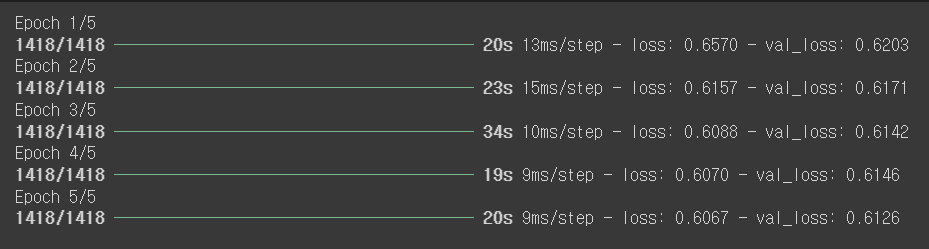 Epoch 1/5
1418/1418 ━━━━━━━━━━━━━━━━━━━━ 20s 13ms/step - loss: 0.6570 - val_loss: 0.6203
Epoch 2/5
1418/1418 ━━━━━━━━━━━━━━━━━━━━ 23s 15ms/step - loss: 0.6157 - val_loss: 0.6171
Epoch 3/5
1418/1418 ━━━━━━━━━━━━━━━━━━━━ 34s 10ms/step - loss: 0.6088 - val_loss: 0.6142
Epoch 4/5
1418/1418 ━━━━━━━━━━━━━━━━━━━━ 19s 9ms/step - loss: 0.6070 - val_loss: 0.6146
Epoch 5/5
1418/1418 ━━━━━━━━━━━━━━━━━━━━ 20s 9ms/step - loss: 0.6067 - val_loss: 0.6126